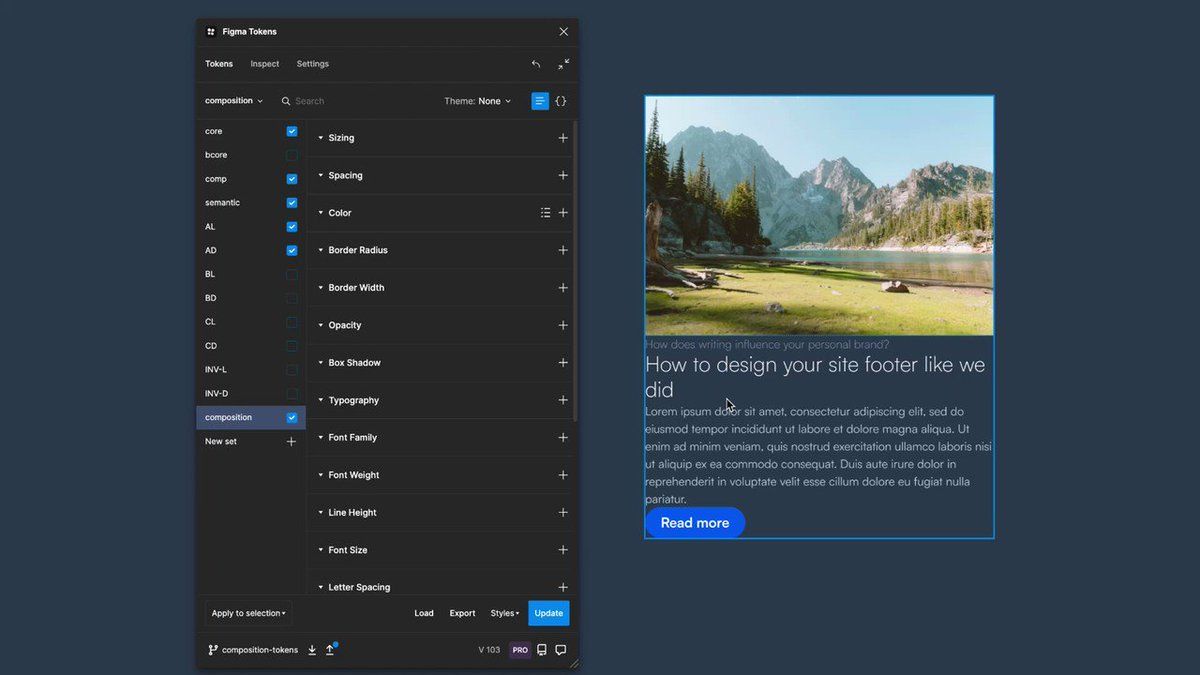 Figma Tokens
Tokens Inspect Settings
composition Search Theme: None {}
core
bcore
comp
semantic
AL
AD
BL
BD
CL
CD
INV-L
INV-D
composition
New set
Sizing
Spacing
Color
Border Radius
Border Width
Opacity
Box Shadow
Typography
Font Family
Font Weight
Line Height
Font Size
Letter Spacing
Apply to selection Load Export Styles Update
composition-tokens V 103 PRO
How does writing influence your personal brand?
How to design your site footer like we
did
Lorem ipsum dolor sit amet, consectetur adipiscing elit, sed do
eiusmod tempor incididunt ut labore et dolore magna aliqua. Ut
enim ad minim veniam, quis nostrud exercitation ullamco laboris nisi
ut aliquip ex ea commodo consequat. Duis aute irure dolor in
reprehenderit in voluptate velit esse cillum dolore eu fugiat nulla
pariatur.
Read more